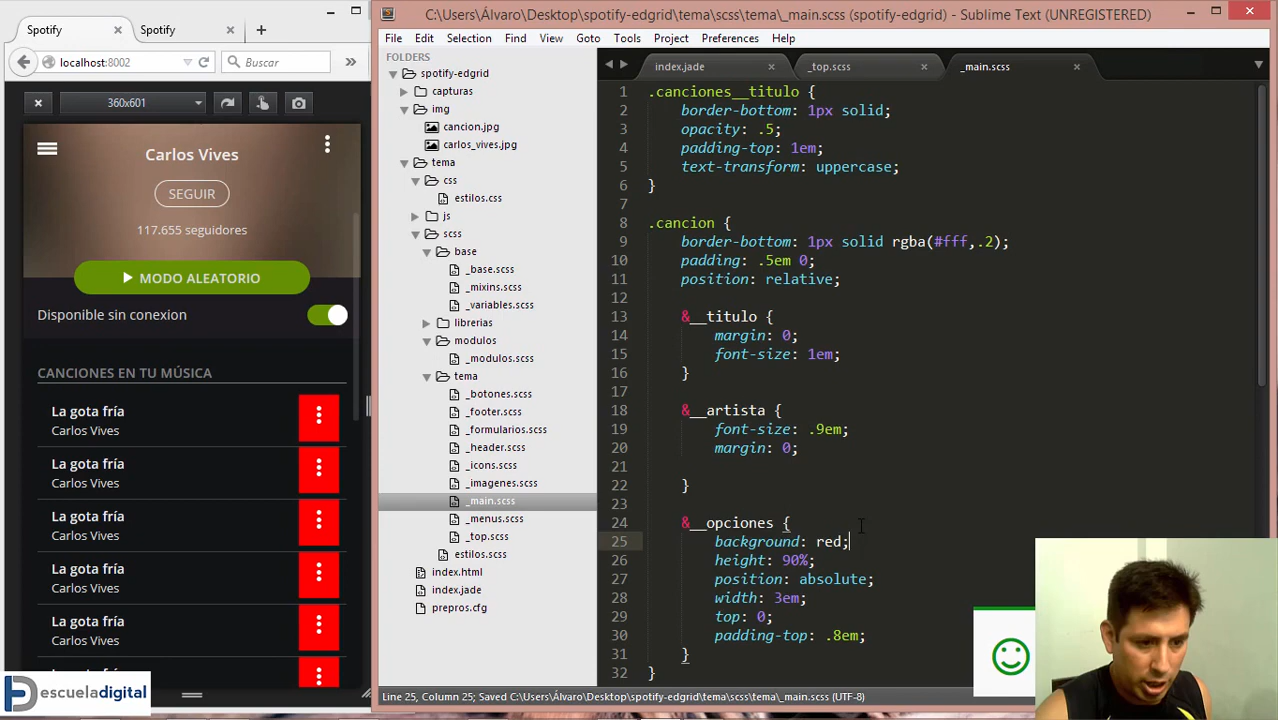 C:\Users\Álvaro\Desktop\spotify-edgrid\tema\scss\tema\_main.scss (spotify-edgrid) - Sublime Text (UNREGISTERED)
Spotify
Spotify
File Edit Selection Find View Goto Tools Project Preferences Help
localhost:8002
Buscar
360x601
index.jade
_top.scss
_main.scss
FOLDERS
spotify-edgrid
capturas
img
cancion.jpg
carlos_vives.jpg
tema
css
estilos.css
js
scss
base
_base.scss
_mixins.scss
_variables.scss
librerias
modulos
_modulos.scss
tema
_botones.scss
_footer.scss
_formularios.scss
_header.scss
_icons.scss
_imagenes.scss
_main.scss
_menus.scss
_top.scss
estilos.scss
index.html
index.jade
prepros.cfg
Carlos Vives
SEGUIR
117.655 seguidores
MODO ALEATORIO
Disponible sin conexion
CANCIONES EN TU MÚSICA
La gota fría
Carlos Vives
La gota fría
Carlos Vives
La gota fría
Carlos Vives
La gota fría
Carlos Vives
La gota fría
Carlos Vives
La gota fría
escueladigital
1 .canciones__titulo {
2 border-bottom: 1px solid;
3 opacity: .5;
4 padding-top: 1em;
5 text-transform: uppercase;
6 }
7
8 .cancion {
9 border-bottom: 1px solid rgba(#fff,.2);
10 padding: .5em 0;
11 position: relative;
12
13 &__titulo {
14 margin: 0;
15 font-size: 1em;
16 }
17
18 &__artista {
19 font-size: .9em;
20 margin: 0;
21
22 }
23
24 &__opciones {
25 background: red;
26 height: 90%;
27 position: absolute;
28 width: 3em;
29 top: 0;
30 padding-top: .8em;
31 }
32 }
Line 25, Column 25; Saved C:\Users\Álvaro\Desktop\spotify-edgrid\tema\scss\tema\_main.scss (UTF-8)